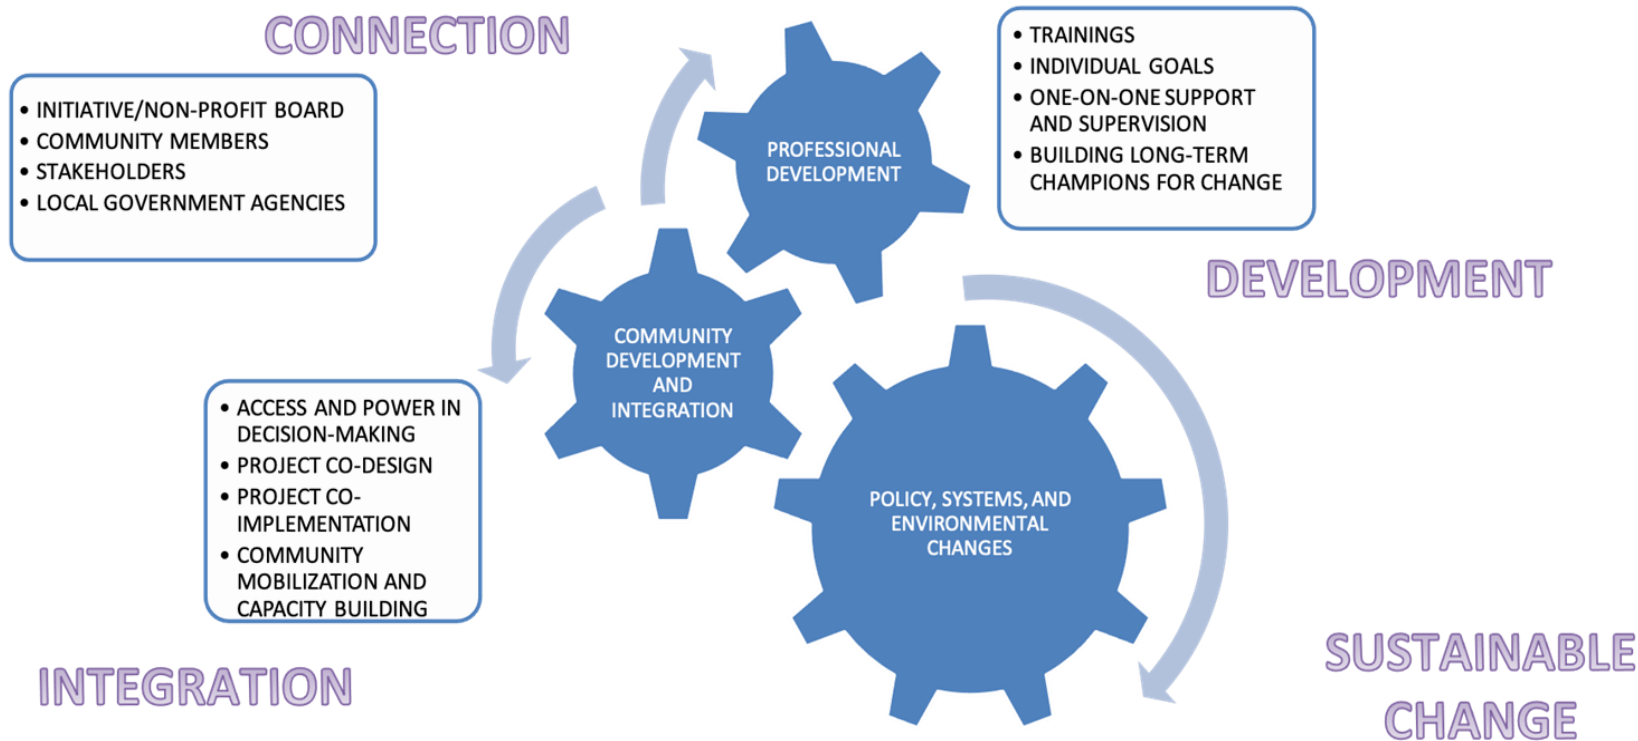 CONNECTION
• INITIATIVE/NON-PROFIT BOARD
• COMMUNITY MEMBERS
• STAKEHOLDERS
• LOCAL GOVERNMENT AGENCIES
PROFESSIONAL
DEVELOPMENT
• TRAININGS
• INDIVIDUAL GOALS
• ONE-ON-ONE SUPPORT
AND SUPERVISION
• BUILDING LONG-TERM
CHAMPIONS FOR CHANGE
DEVELOPMENT
COMMUNITY
DEVELOPMENT
AND
INTEGRATION
• ACCESS AND POWER IN
DECISION-MAKING
• PROJECT CO-DESIGN
• PROJECT CO-
IMPLEMENTATION
• COMMUNITY
MOBILIZATION AND
CAPACITY BUILDING
INTEGRATION
POLICY, SYSTEMS, AND
ENVIRONMENTAL
CHANGES
SUSTAINABLE
CHANGE